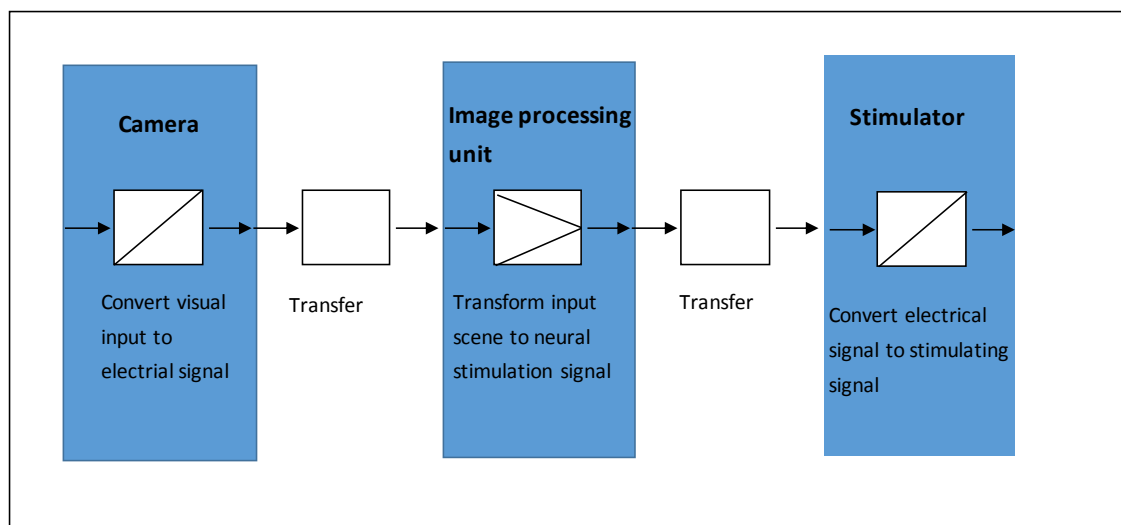 Camera
Image processing
unit
Stimulator
Convert visual
input to
electrial signal
Transfer
Transform input
scene to neural
stimulation signal
Transfer
Convert electrical
signal to stimulating
signal